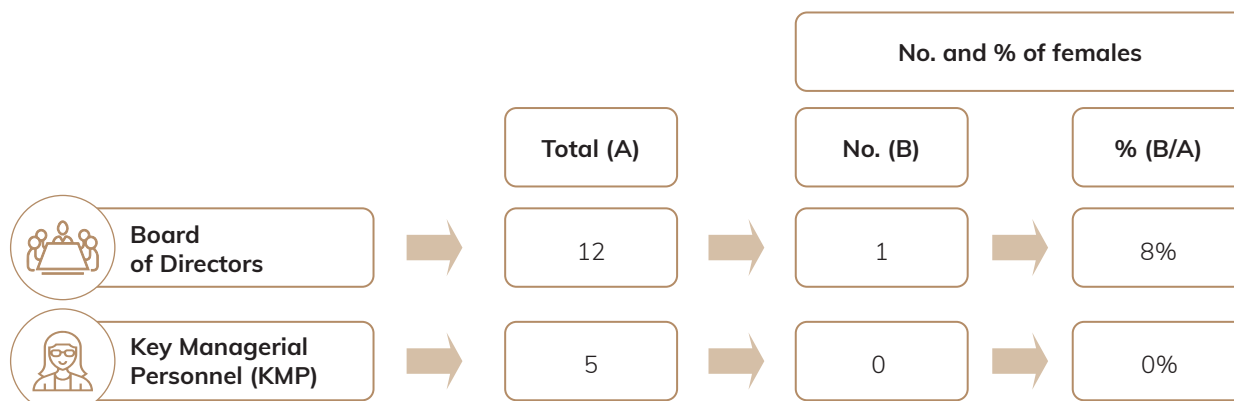 No. and % of females
Total (A)
No. (B)
% (B/A)
Board
of Directors
12
1
8%
Key Managerial
Personnel (KMP)
5
0
0%